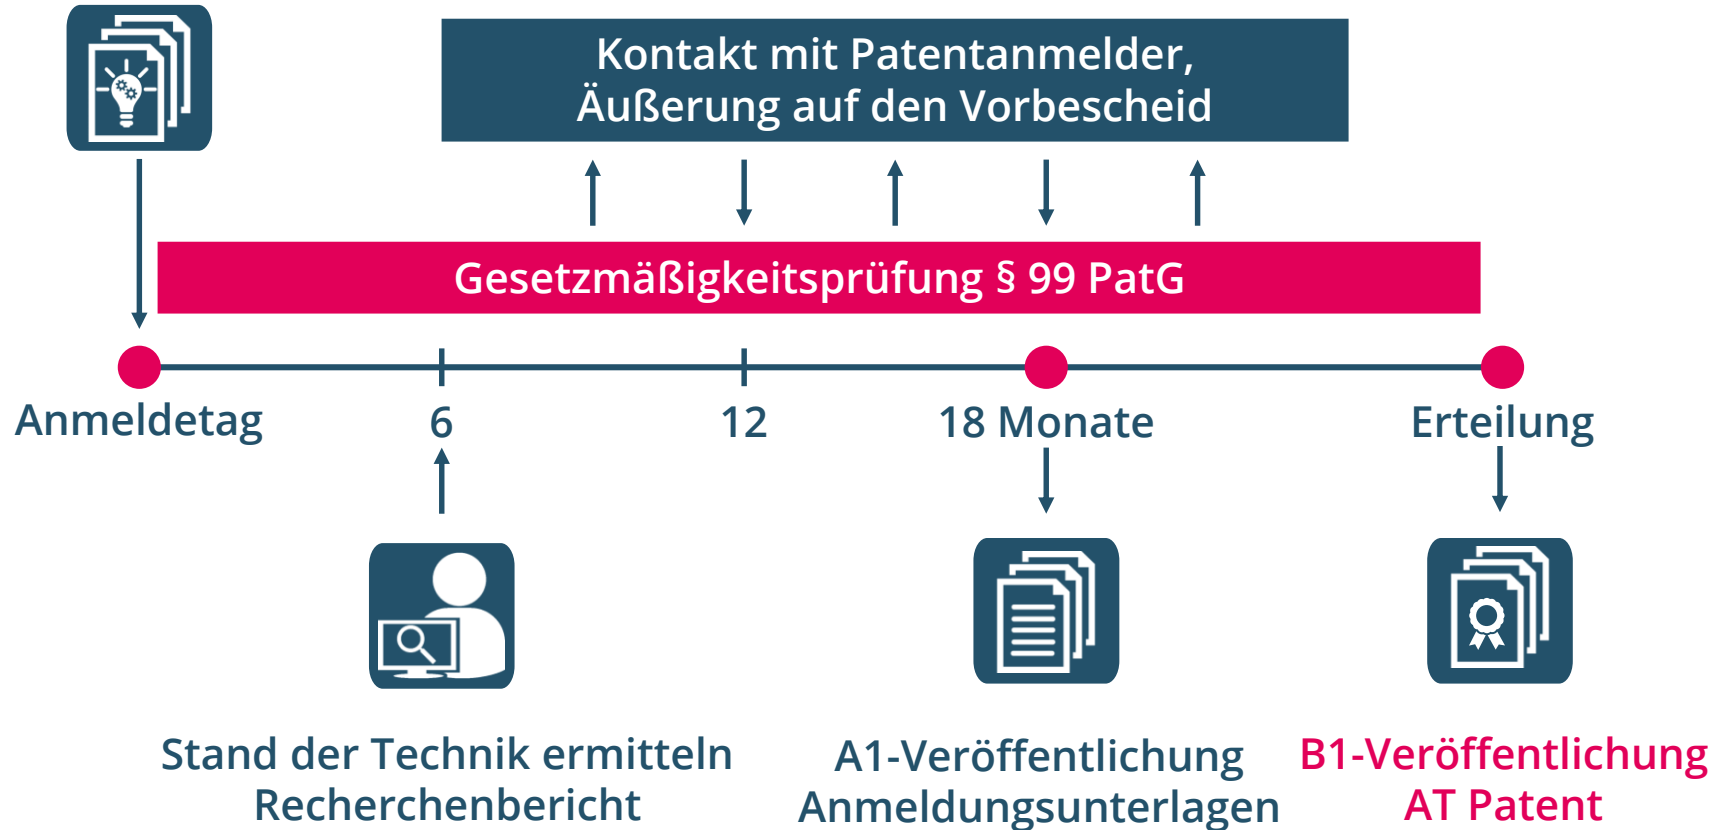 Kontakt mit Patentanmelder,
Äußerung auf den Vorbescheid
Gesetzmäßigkeitsprüfung § 99 PatG
Anmeldetag
6
12
18 Monate
Erteilung
Stand der Technik ermitteln
Recherchenbericht
A1-Veröffentlichung
Anmeldungsunterlagen
B1-Veröffentlichung
AT Patent